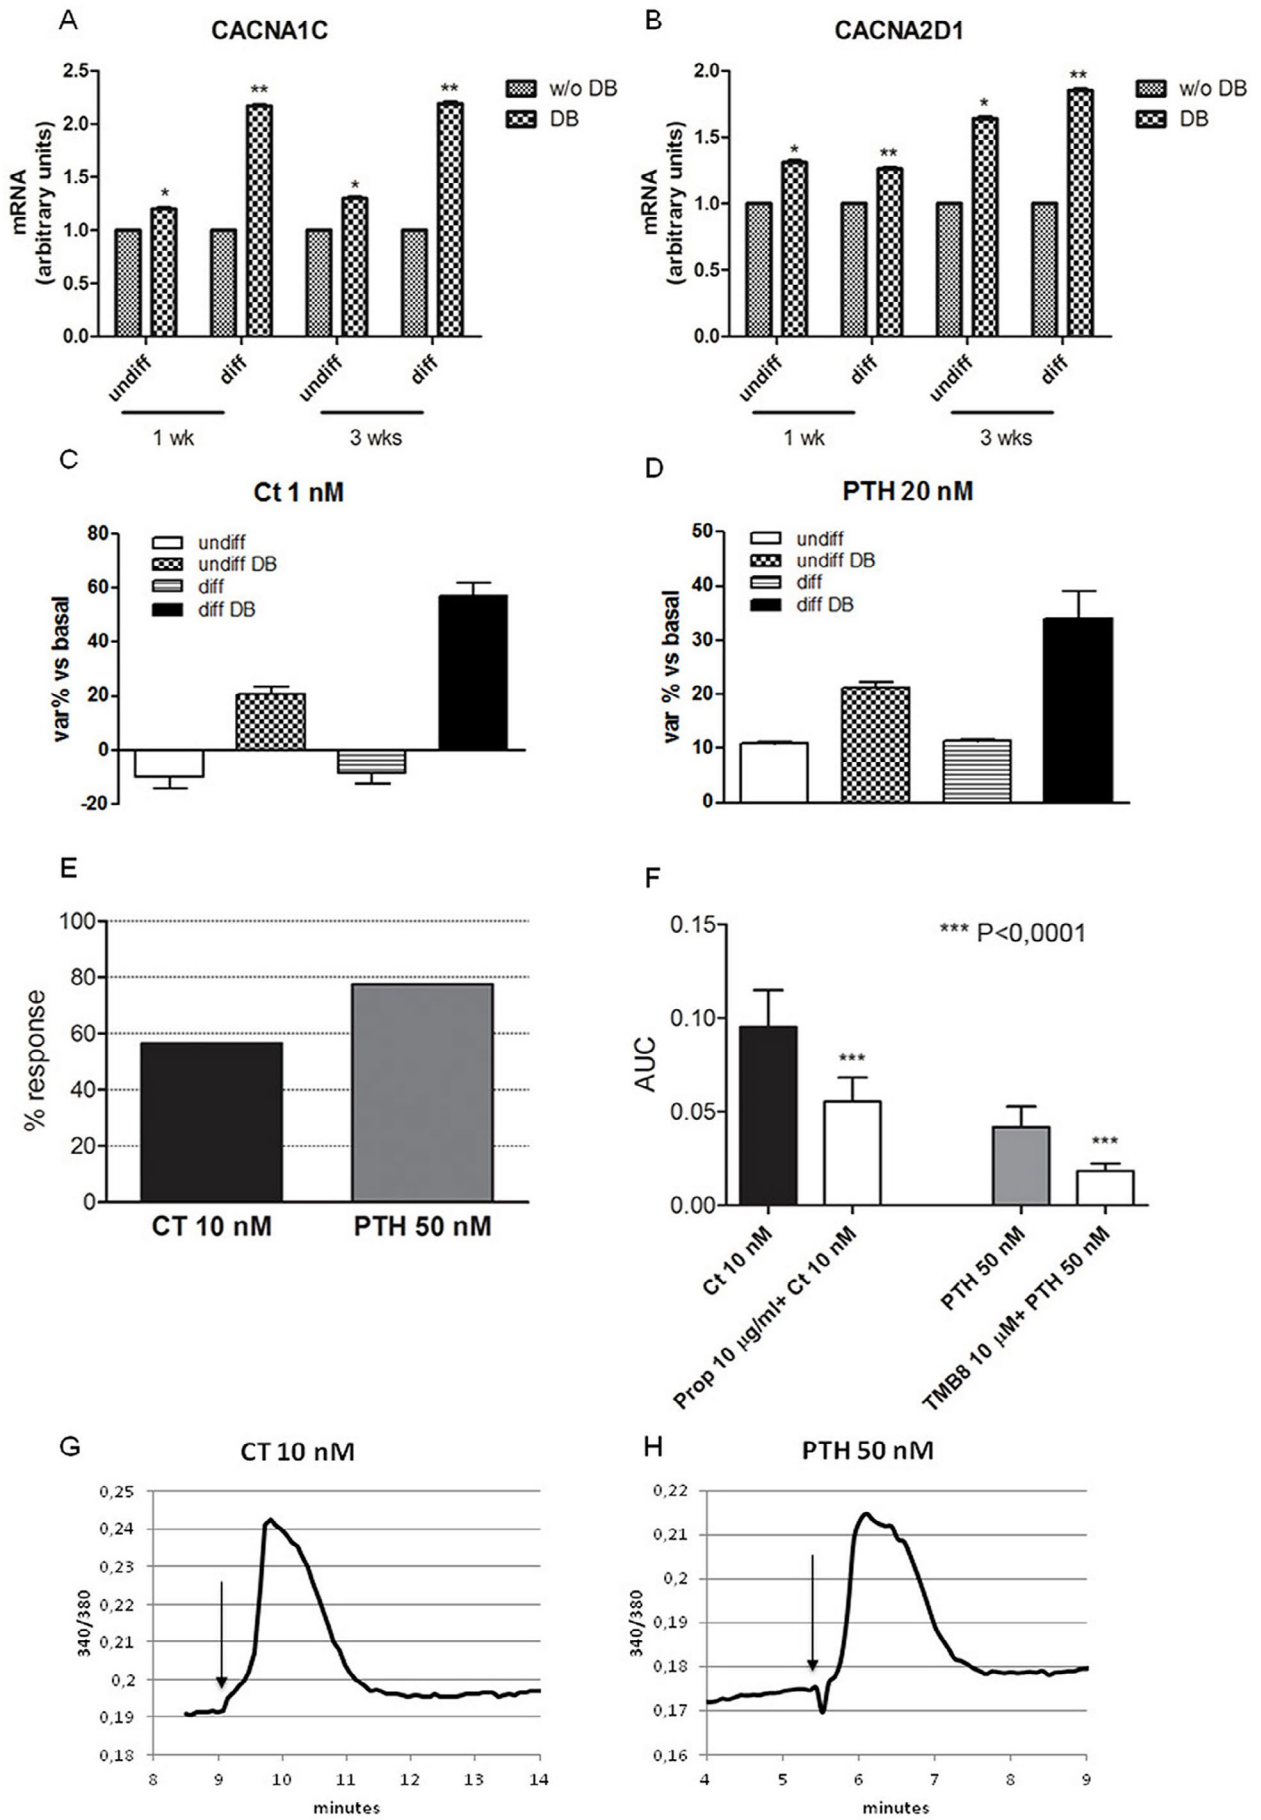 A
CACNA1C
mRNA
(arbitrary units)
2.5
2.0
1.5
1.0
0.5
0.0
*
**
*
**
w/o DB
DB
undiff
diff
undiff
diff
1 wk
3 wks
B
CACNA2D1
mRNA
(arbitrary units)
2.0
1.5
1.0
0.5
0.0
*
**
*
**
w/o DB
DB
undiff
diff
undiff
diff
1 wk
3 wks
C
Ct 1 nM
var% vs basal
80
60
40
20
0
-20
undiff
undiff DB
diff
diff DB
D
PTH 20 nM
var % vs basal
50
40
30
20
10
0
undiff
undiff DB
diff
diff DB
E
% response
100
80
60
40
20
0
CT 10 nM
PTH 50 nM
F
AUC
0.15
0.10
0.05
0.00
*** P<0,0001
***
***
Ct 10 nM
Prop 10 μg/ml+ Ct 10 nM
PTH 50 nM
TMB8 10 μM+ PTH 50 nM
G
CT 10 nM
340/380
0,25
0,24
0,23
0,22
0,21
0,2
0,19
0,18
8
9
10
11
12
13
14
minutes
H
PTH 50 nM
340/380
0,22
0,21
0,2
0,19
0,18
0,17
0,16
4
5
6
7
8
9
minutes